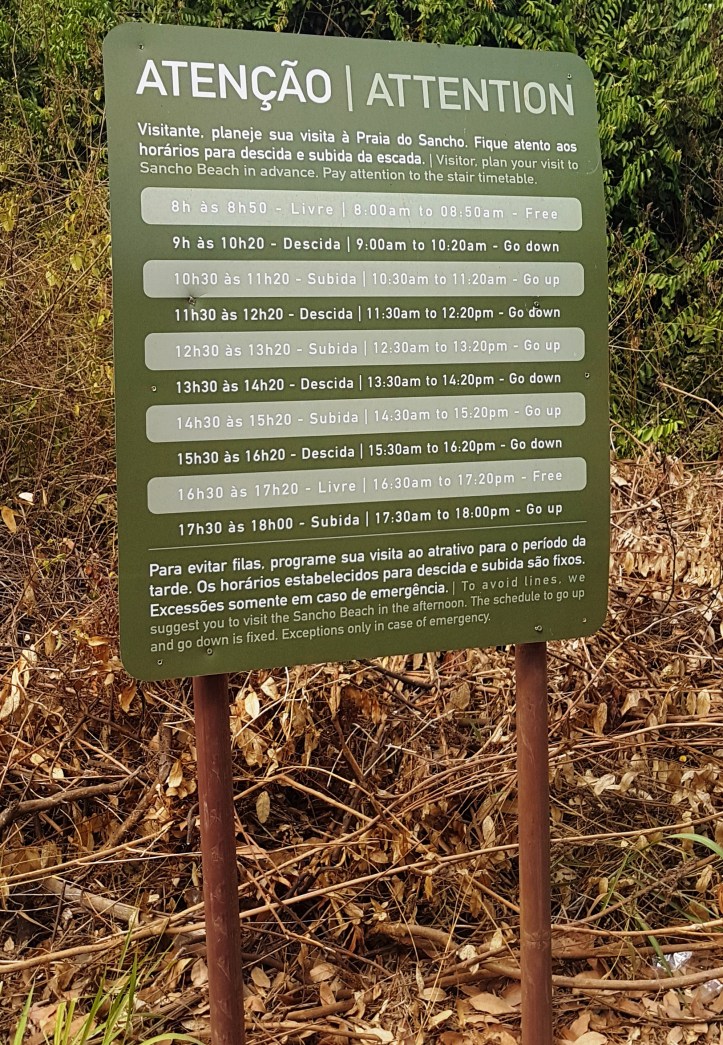 ATENÇÃO | ATTENTION
Visitante, planeje sua visita à Praia do Sancho. Fique atento aos
horários para descida e subida da escada. | Visitor, plan your visit to
Sancho Beach in advance. Pay attention to the stair timetable.
8h às 8h50 - Livre | 8:00am to 08:50am - Free
9h às 10h20 - Descida | 9:00am to 10:20am - Go down
10h30 às 11h20 - Subida | 10:30am to 11:20am - Go up
11h30 às 12h20 - Descida | 11:30am to 12:20pm - Go down
12h30 às 13h20 - Subida | 12:30am to 13:20pm - Go up
13h30 às 14h20 - Descida | 13:30am to 14:20pm - Go down
14h30 às 15h20 - Subida | 14:30am to 15:20pm - Go up
15h30 às 16h20 - Descida | 15:30am to 16:20pm - Go down
16h30 às 17h20 - Livre | 16:30am to 17:20pm - Free
17h30 às 18h00 - Subida | 17:30am to 18:00pm - Go up
Para evitar filas, programe sua visita ao atrativo para o período da
tarde. Os horários estabelecidos para descida e subida são fixos.
Excessões somente em caso de emergência. | To avoid lines, we
suggest you to visit the Sancho Beach in the afternoon. The schedule to go up
and go down is fixed. Exceptions only in case of emergency.